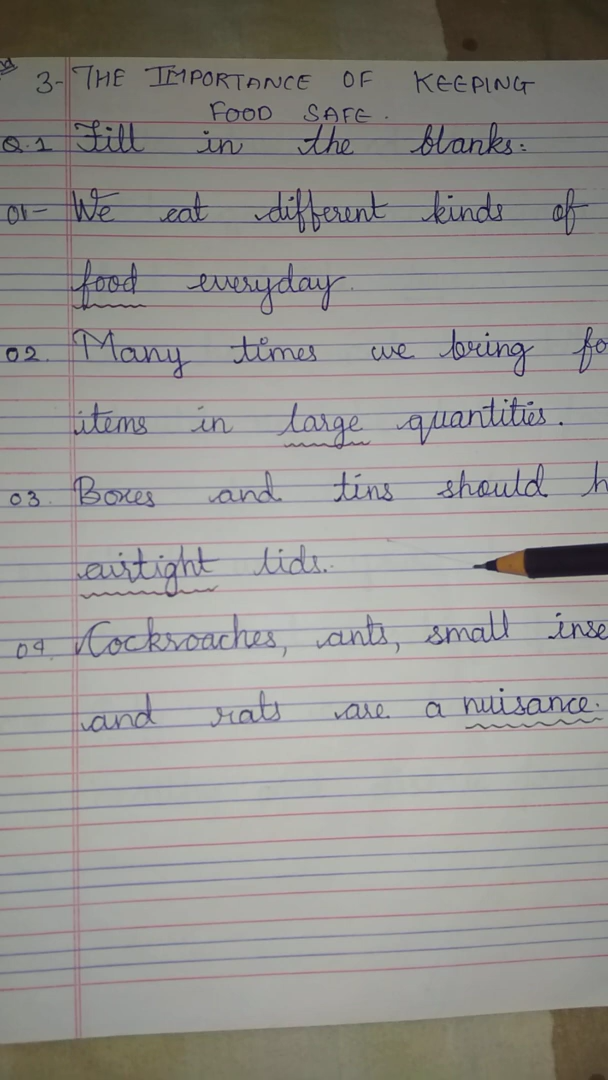 3- THE IMPORTANCE OF KEEPING
FOOD SAFE.
Q.1 Fill in the blanks:
01- We eat different kinds of
food everyday.
02. Many times we bring fo
items in large quantities.
03. Boxes and tins should h
airtight lids.
04. Cockroaches, ants, small inse
and rats are a nuisance.